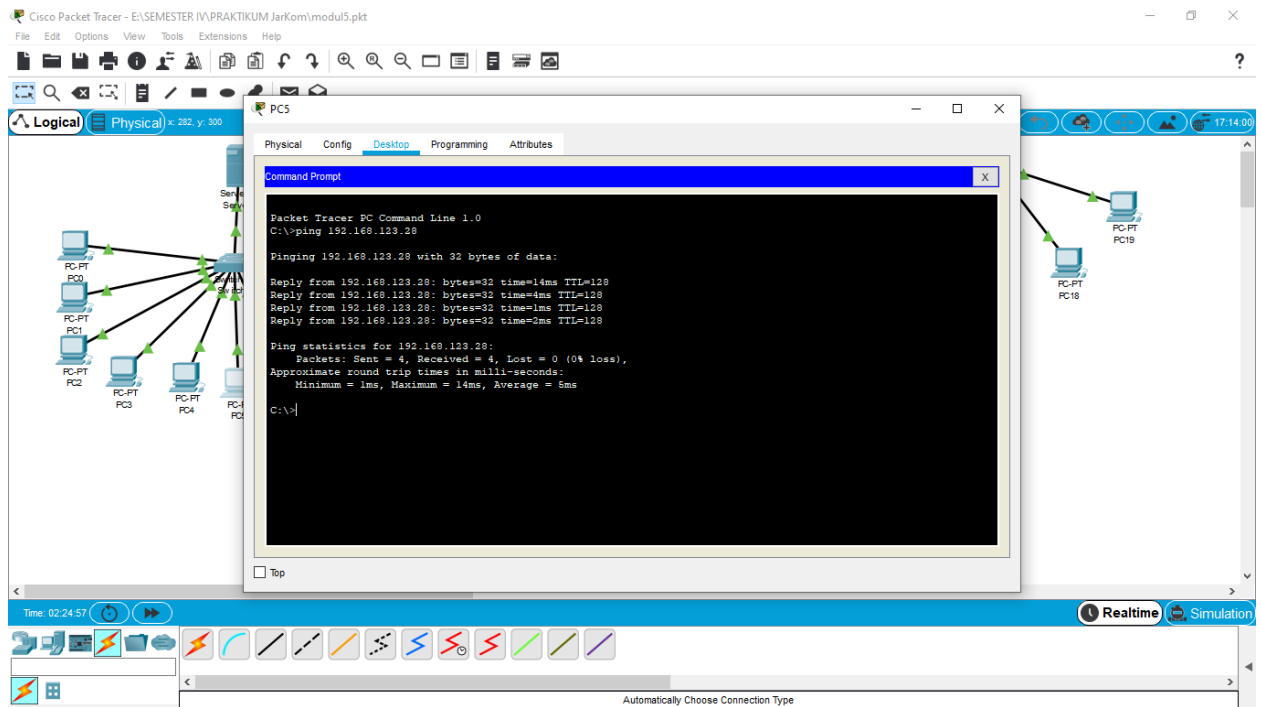 Cisco Packet Tracer - E:\SEMESTER IV\PRAKTIKUM JarKom\modul5.pkt
File Edit Options View Tools Extensions Help
?
Logical Physical x: 282, y: 300
17:14:00
PC5
Physical Config Desktop Programming Attributes
Command Prompt
X
Packet Tracer PC Command Line 1.0
C:\>ping 192.168.123.28
Pinging 192.168.123.28 with 32 bytes of data:
Reply from 192.168.123.28: bytes=32 time=14ms TTL=128
Reply from 192.168.123.28: bytes=32 time=4ms TTL=128
Reply from 192.168.123.28: bytes=32 time=1ms TTL=128
Reply from 192.168.123.28: bytes=32 time=2ms TTL=128
Ping statistics for 192.168.123.28:
Packets: Sent = 4, Received = 4, Lost = 0 (0% loss),
Approximate round trip times in milli-seconds:
Minimum = 1ms, Maximum = 14ms, Average = 5ms
C:\>
Top
PC-PT
PC0
PC-PT
PC1
PC-PT
PC2
PC-PT
PC3
PC-PT
PC4
PC-PT
PC19
PC-PT
PC18
Time: 02:24:57
Realtime Simulation
Automatically Choose Connection Type